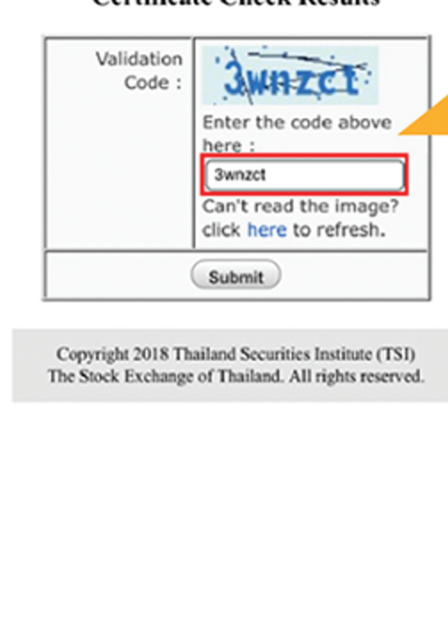 Certificate Check Results
Validation
Code :
3wnzct
Enter the code above
here :
3wnzct
Can't read the image?
click here to refresh.
Submit
Copyright 2018 Thailand Securities Institute (TSI)
The Stock Exchange of Thailand. All rights reserved.